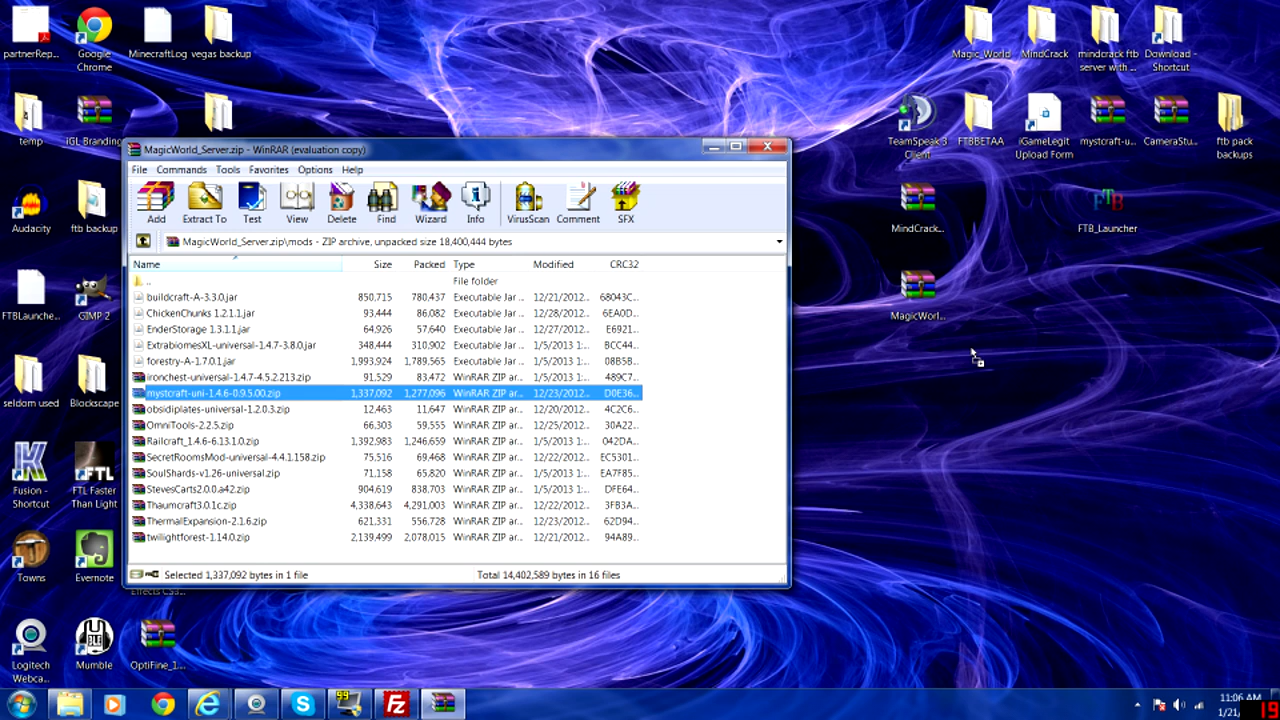 partnerRep...
Google Chrome
MinecraftLog
vegas backup
Magic_World
MindCrack
mindcrack ftb server with ...
Download - Shortcut
temp
iGL Branding
TeamSpeak 3 Client
FTBBETAA
iGameLegit Upload Form
mystcraft-u...
CameraStu...
ftb pack backups
MagicWorld_Server.zip - WinRAR (evaluation copy)
File Commands Tools Favorites Options Help
Add Extract To Test View Delete Find Wizard Info VirusScan Comment SFX
MagicWorld_Server.zip\mods - ZIP archive, unpacked size 18,400,444 bytes
Name Size Packed Type Modified CRC32
.. File folder
buildcraft-A-3.3.0.jar 850,715 780,437 Executable Jar ... 12/21/2012... 68043C...
ChickenChunks 1.2.1.1.jar 93,444 86,082 Executable Jar ... 12/28/2012... 6EA0D...
EnderStorage 1.3.1.1.jar 64,926 57,640 Executable Jar ... 12/27/2012... E6921...
ExtrabiomesXL-universal-1.4.7-3.8.0.jar 348,444 310,902 Executable Jar ... 1/5/2013 1:... BCC44...
forestry-A-1.7.0.1.jar 1,993,924 1,789,565 Executable Jar ... 1/5/2013 1:... 08B5B...
ironchest-universal-1.4.7-4.5.2.213.zip 91,529 83,472 WinRAR ZIP ar... 1/5/2013 1:... 489C7...
mystcraft-uni-1.4.6-0.9.5.00.zip 1,337,092 1,277,096 WinRAR ZIP ar... 12/23/2012... D0E36...
obsidiplates-universal-1.2.0.3.zip 12,463 11,647 WinRAR ZIP ar... 12/20/2012... 4C2C6...
OmniTools-2.2.5.zip 66,303 59,555 WinRAR ZIP ar... 12/25/2012... 30A22...
Railcraft_1.4.6-6.13.1.0.zip 1,392,983 1,246,659 WinRAR ZIP ar... 1/5/2013 1:... 042DA...
SecretRoomsMod-universal-4.4.1.158.zip 75,516 69,468 WinRAR ZIP ar... 12/22/2012... EC5301...
SoulShards-v1.26-universal.zip 71,158 65,820 WinRAR ZIP ar... 1/5/2013 1:... EA7F85...
StevesCarts2.0.0.a42.zip 904,619 838,703 WinRAR ZIP ar... 1/5/2013 1:... DFE64...
Thaumcraft3.0.1c.zip 4,338,643 4,291,003 WinRAR ZIP ar... 12/22/2012... 3FB3A...
ThermalExpansion-2.1.6.zip 621,331 556,728 WinRAR ZIP ar... 12/23/2012... 62D94...
twilightforest-1.14.0.zip 2,139,499 2,078,015 WinRAR ZIP ar... 12/21/2012... 94A89...
Selected 1,337,092 bytes in 1 file
Total 14,402,589 bytes in 16 files
Audacity
ftb backup
MindCrack...
FTB
FTB_Launcher
FTBLaunche...
GIMP 2
MagicWorl...
seldom used
Blockscape
Fusion - Shortcut
FTL
FTL Faster Than Light
Towns
Evernote
Effects CS3...
Logitech Webca...
Mumble
OptiFine_1...
99
Fz
11:06 AM
1/21/
19